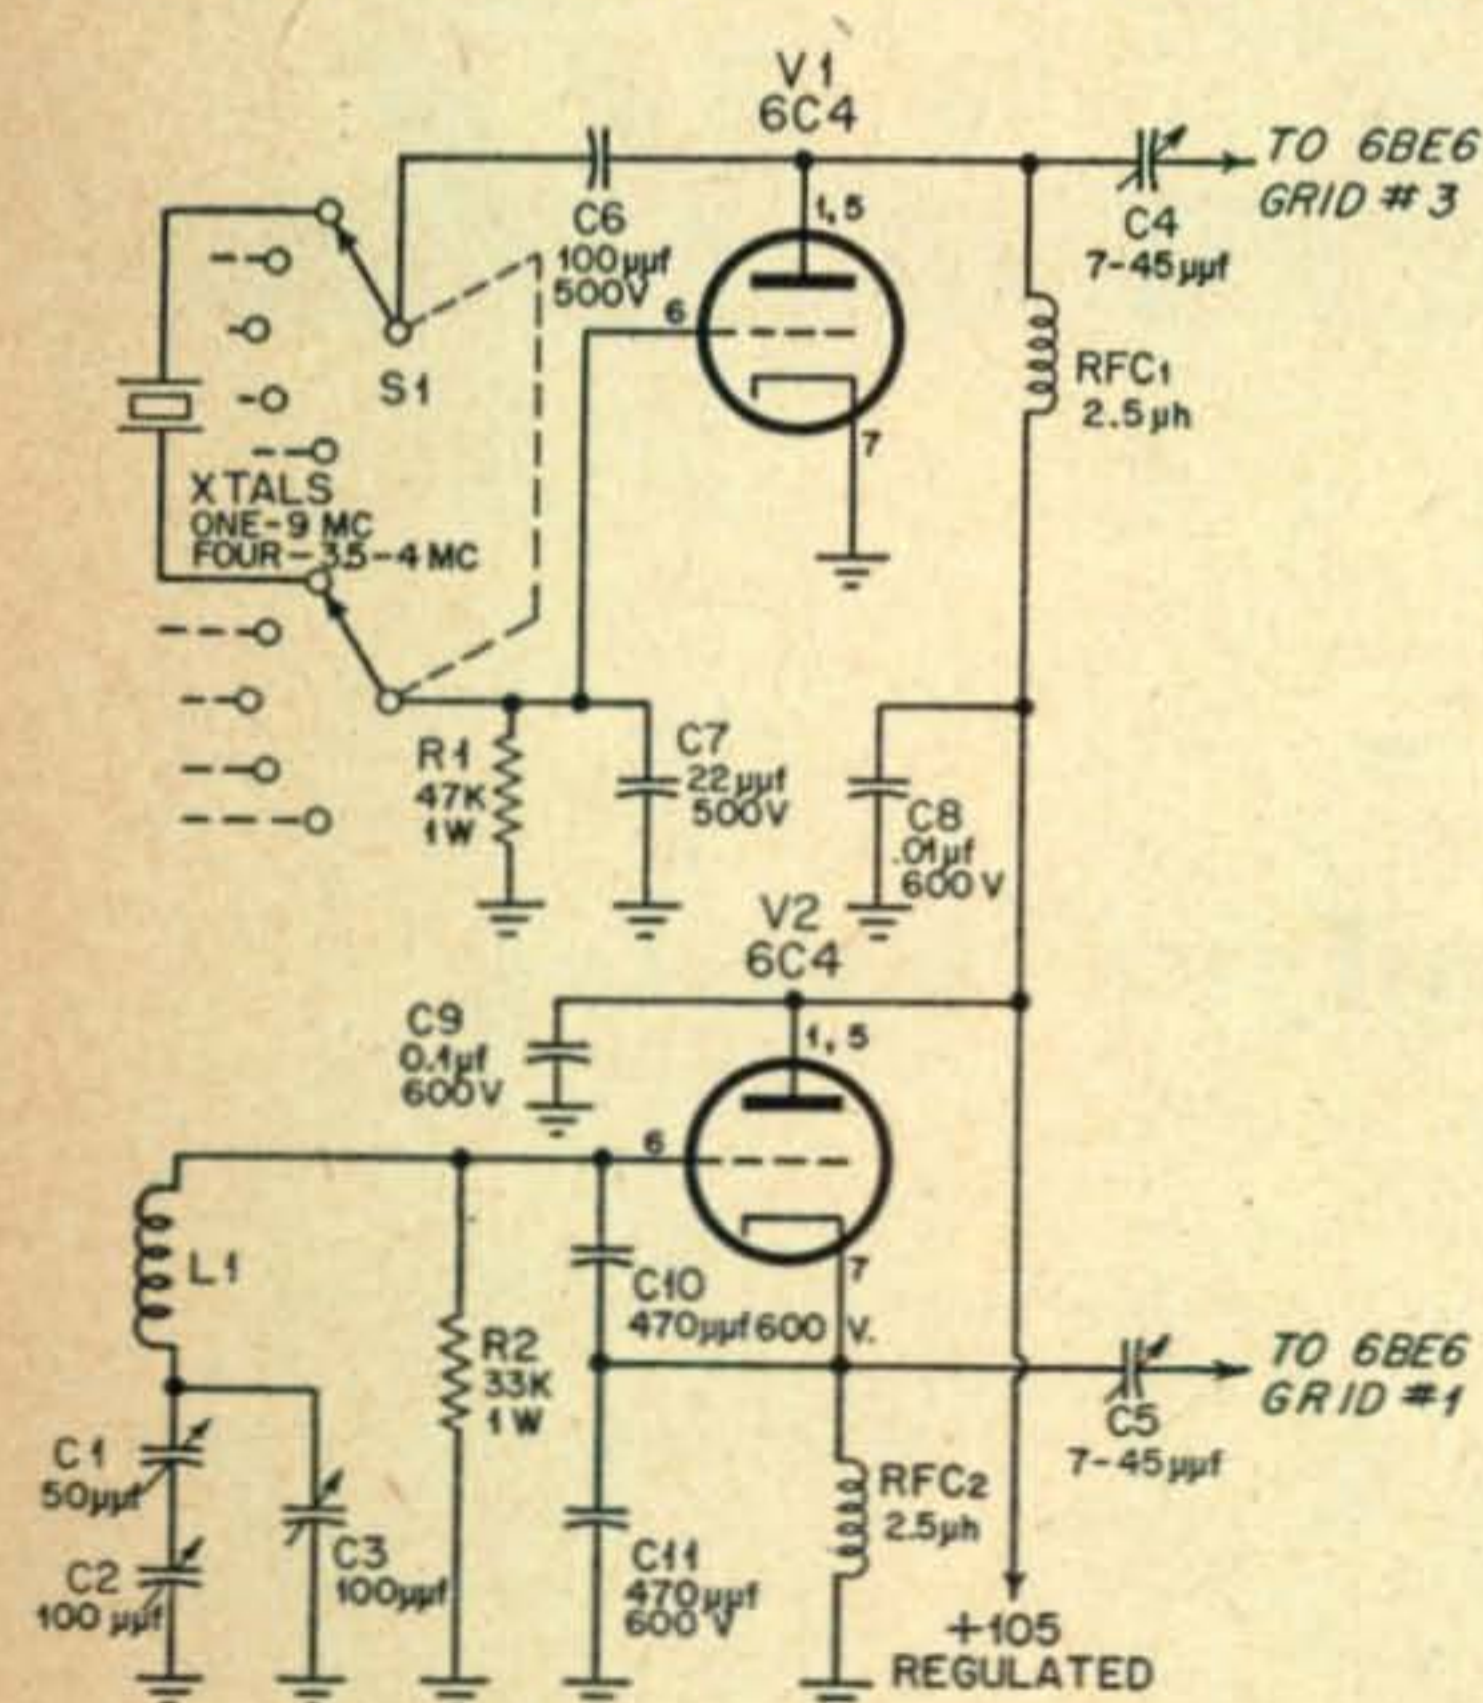 V1
6C4
TO 6BE6
GRID #3
1,5
C6
100µµf
500V
C4
7-45µµf
6
S1
RFC1
2.5µh
7
XTALS
ONE-9 MC
FOUR-3.5-4 MC
R1
47K
1W
C7
22µµf
500V
C8
.01µf
600V
V2
6C4
C9
0.1µf
600V
1,5
6
L1
7
C10
470µµf 600 V.
R2
33K
1W
TO 6BE6
GRID #1
C5
7-45µµf
C1
50µµf
RFC2
2.5µh
C2
100µµf
C3
100µµf
C11
470µµf
600V
+105
REGULATED